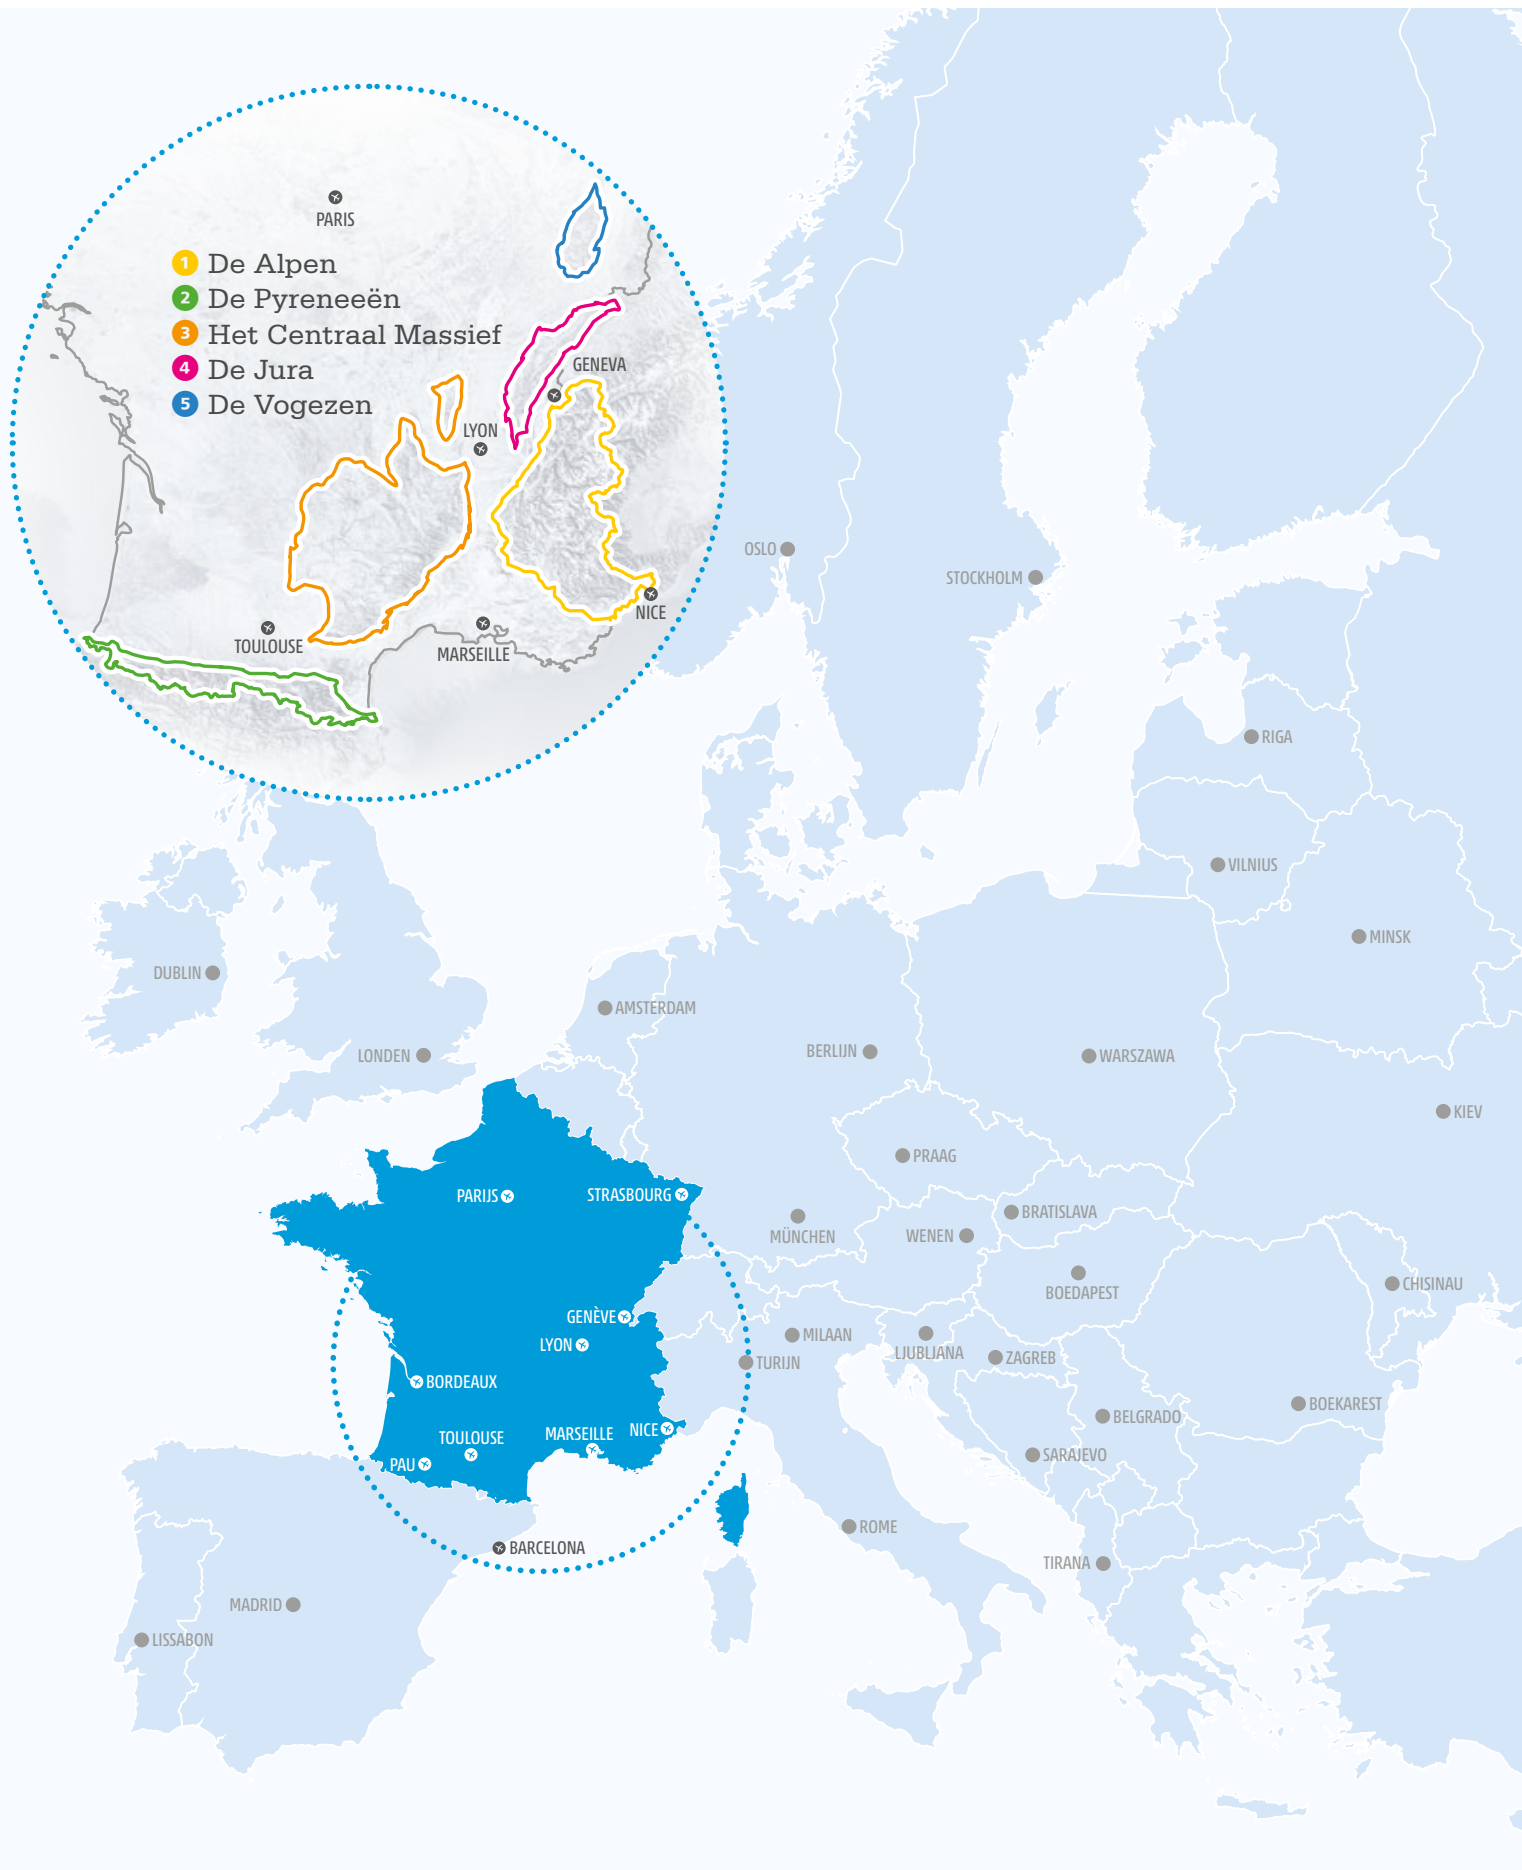 PARIS
1 De Alpen
2 De Pyreneeën
3 Het Centraal Massief
4 De Jura
5 De Vogezen
GENEVA
LYON
NICE
TOULOUSE
MARSEILLE
OSLO
STOCKHOLM
RIGA
VILNIUS
MINSK
DUBLIN
AMSTERDAM
LONDEN
BERLIJN
WARSZAWA
KIEV
PRAAG
PARIJS
STRASBOURG
BRATISLAVA
MÜNCHEN
WENEN
BOEDAPEST
CHISINAU
GENÈVE
LYON
MILAAN
LJUBLJANA
ZAGREB
TURIJN
BORDEAUX
BOEKAREST
BELGRADO
TOULOUSE
MARSEILLE
NICE
SARAJEVO
PAU
ROME
BARCELONA
TIRANA
MADRID
LISSABON